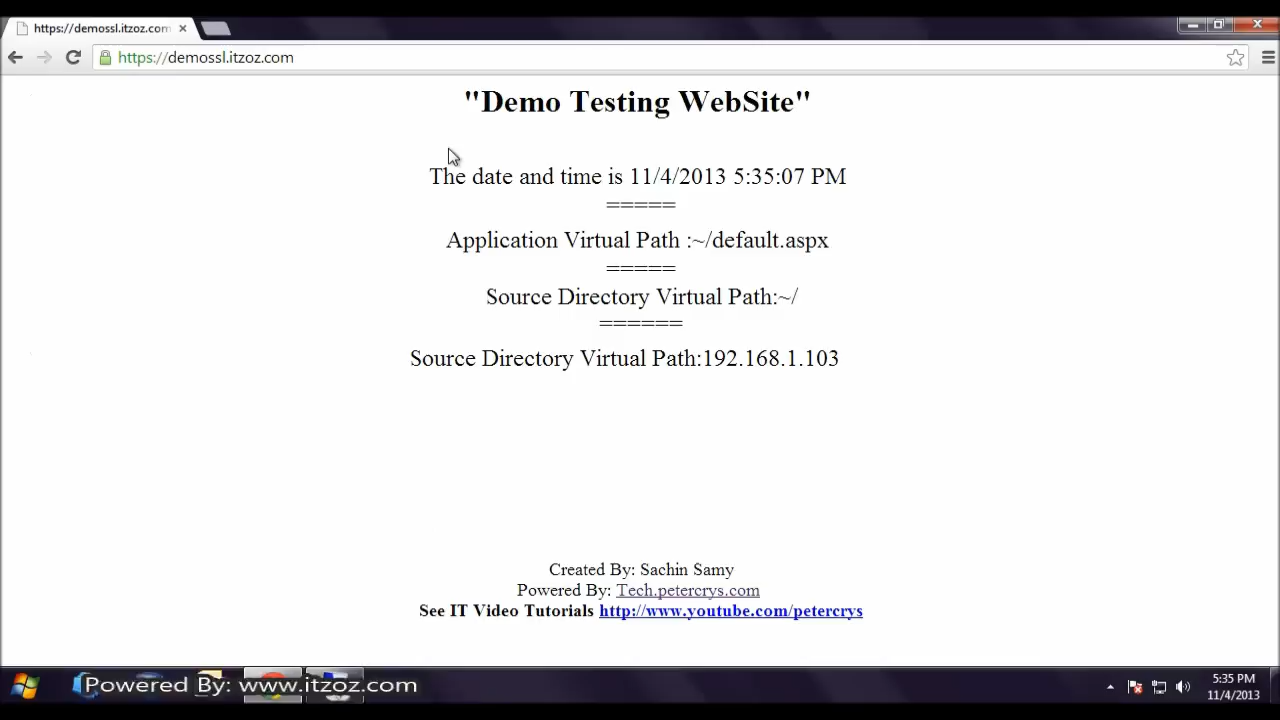 https://demossl.itzoz.com
https://demossl.itzoz.com
"Demo Testing WebSite"
The date and time is 11/4/2013 5:35:07 PM
=====
Application Virtual Path :~/default.aspx
=====
Source Directory Virtual Path:~/
======
Source Directory Virtual Path:192.168.1.103
Created By: Sachin Samy
Powered By: Tech.petercrys.com
See IT Video Tutorials http://www.youtube.com/petercrys
Powered By: www.itzoz.com
5:35 PM
11/4/2013